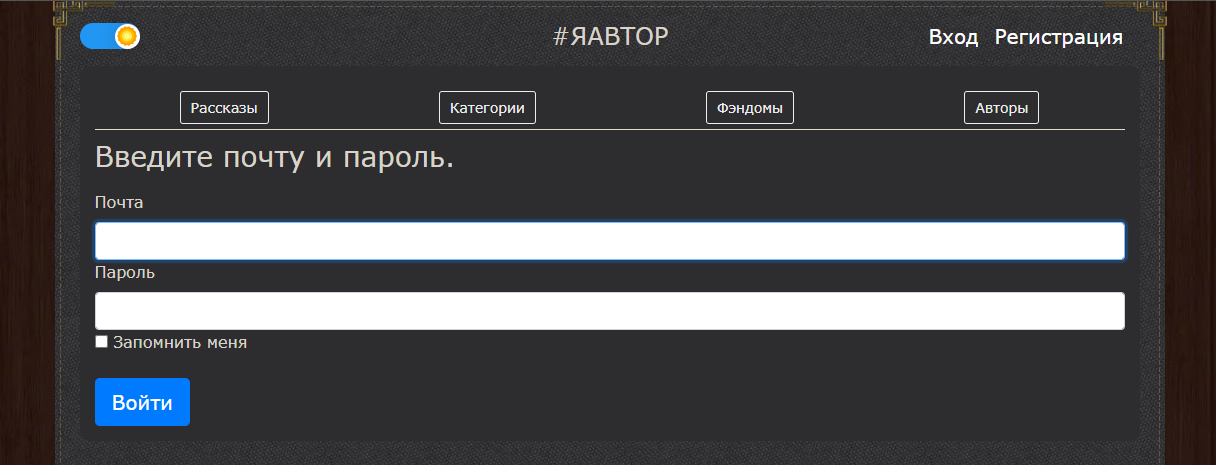 #ЯАВТОР Вход Регистрация
Рассказы Категории Фэндомы Авторы
Введите почту и пароль.
Почта
Пароль
Запомнить меня
Войти